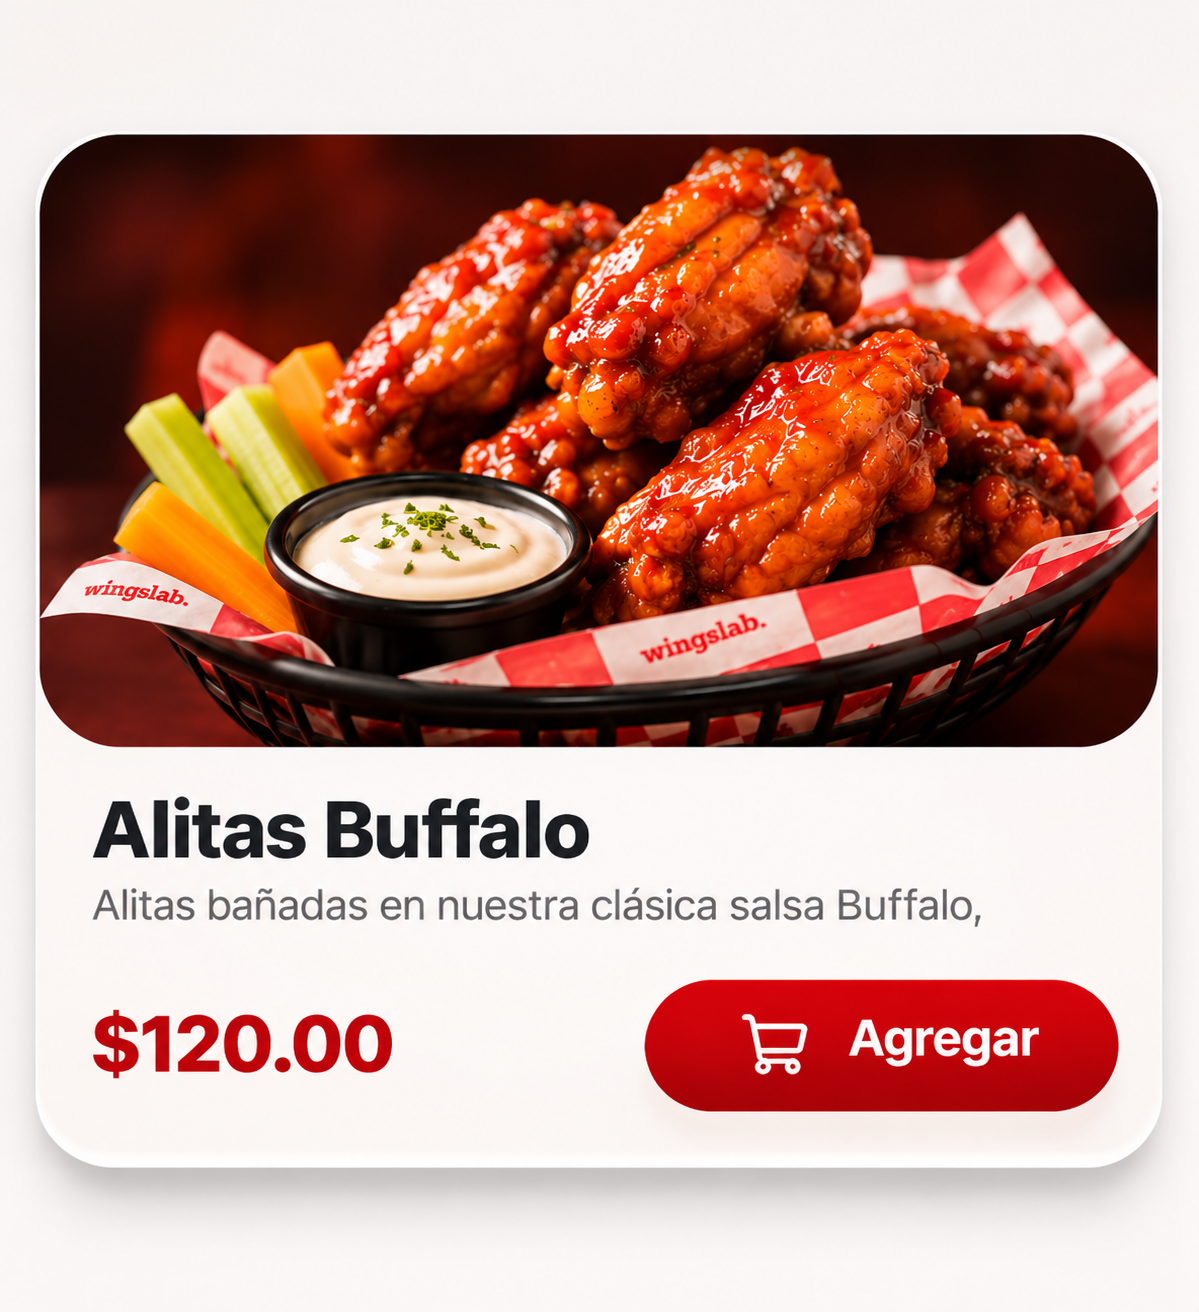 wingslab.
wingslab.
Alitas Buffalo
Alitas bañadas en nuestra clásica salsa Buffalo,
$120.00
Agregar